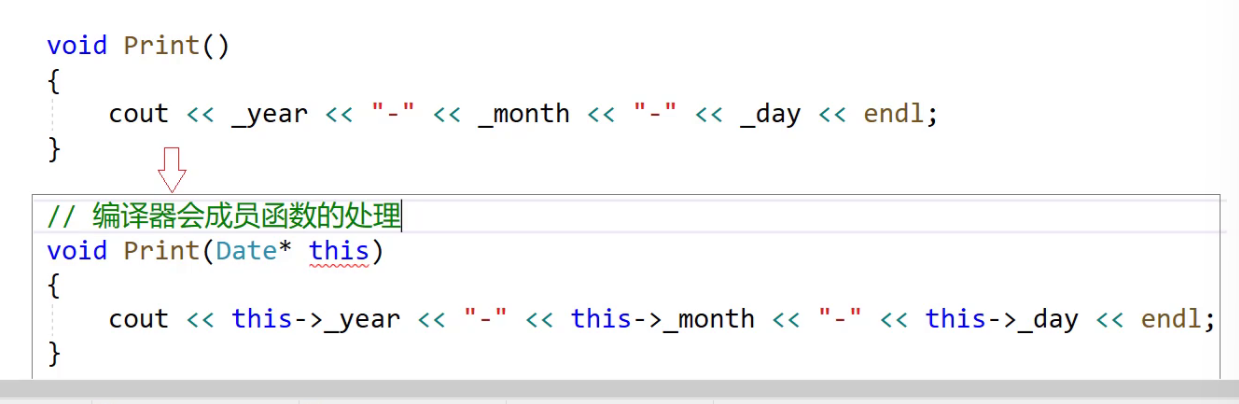 void Print()
{
cout << _year << "-" << _month << "-" << _day << endl;
}
// 编译器会成员函数的处理
void Print(Date* this)
{
cout << this->_year << "-" << this->_month << "-" << this->_day << endl;
}